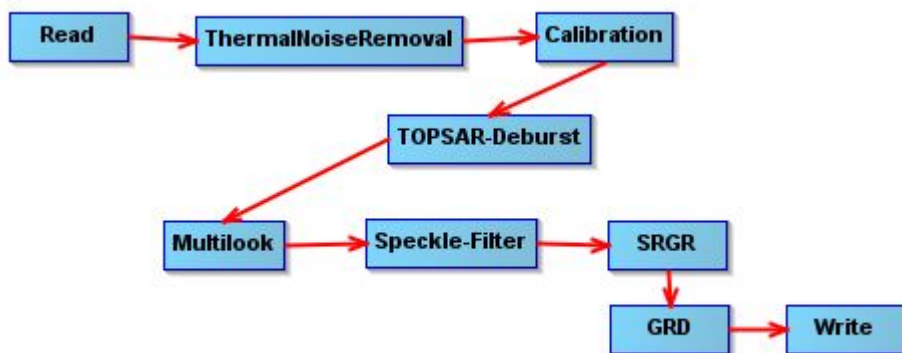 Read
ThermalNoiseRemoval
Calibration
TOPSAR-Deburst
Multilook
Speckle-Filter
SRGR
GRD
Write